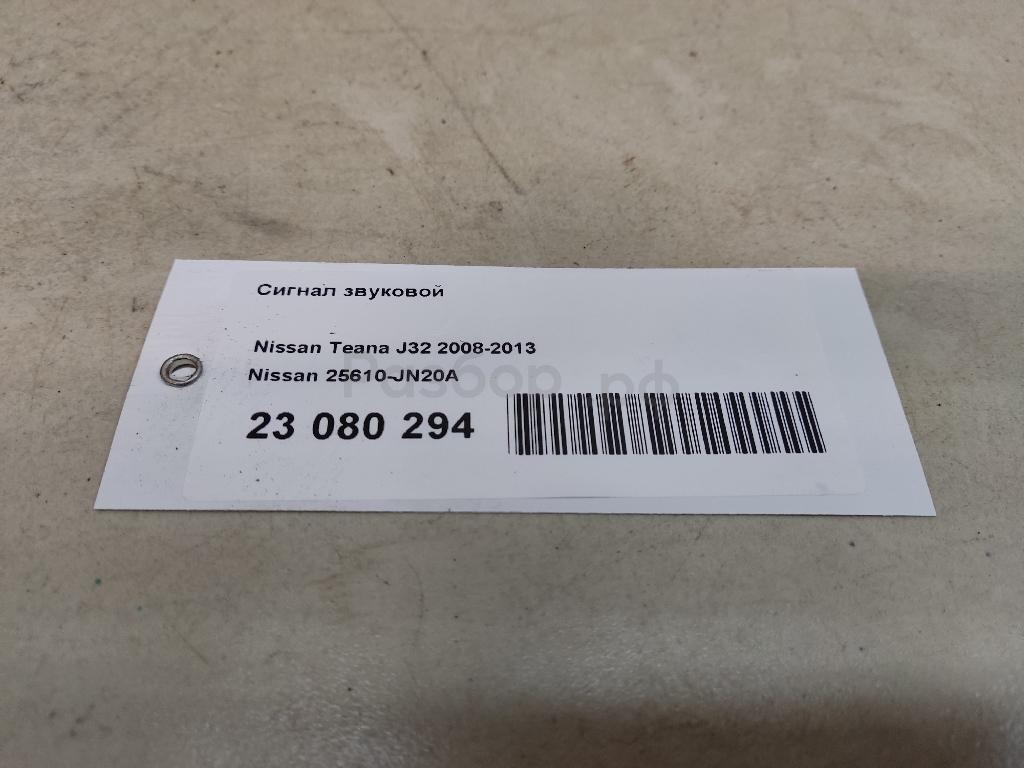 Сигнал звуковой
Nissan Teana J32 2008-2013
Nissan 25610-JN20A
Разбор.рф
23 080 294